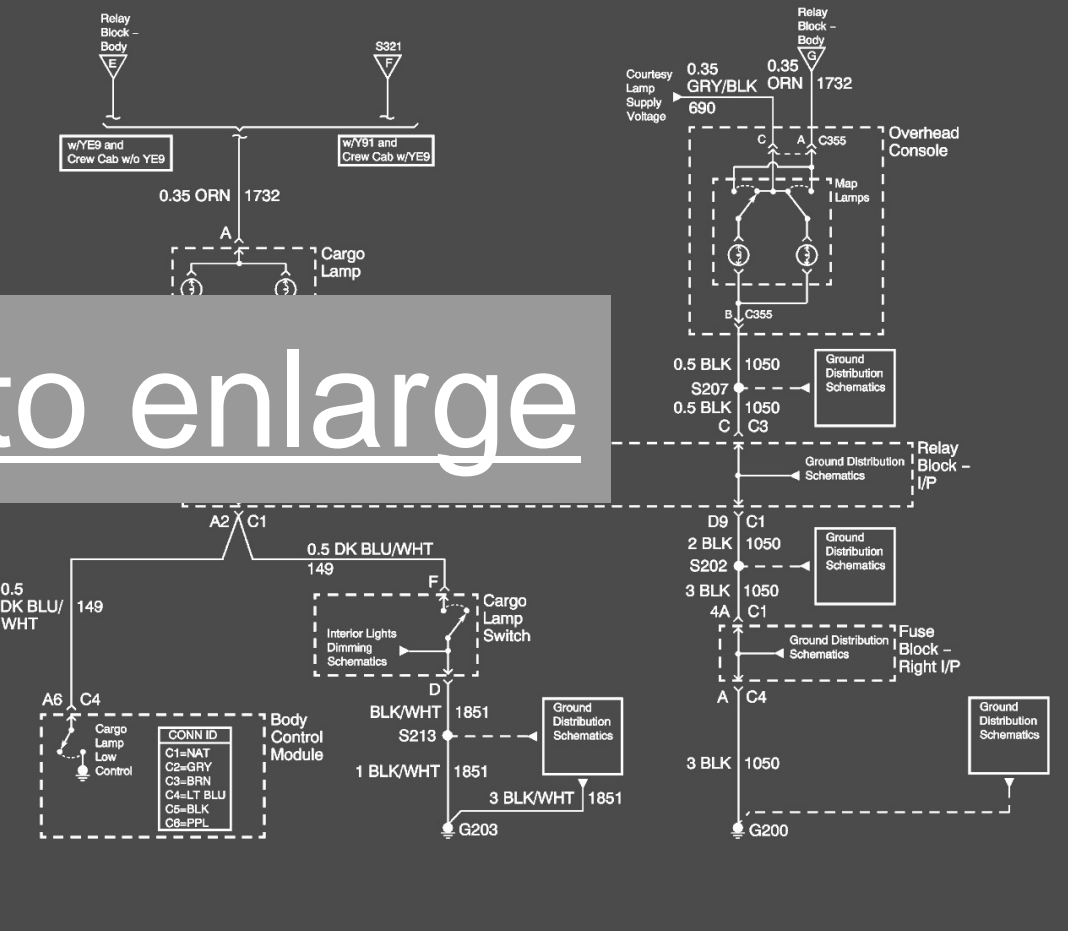 Relay
Block –
Body
E
S321
F
w/YE9 and
Crew Cab w/o YE9
w/Y91 and
Crew Cab w/YE9
0.35 ORN 1732
A
Cargo
Lamp
to enlarge
Relay
Block –
Body
G
Courtesy
Lamp
Supply
Voltage
0.35
GRY/BLK
690
0.35
ORN 1732
C A C355
Overhead
Console
Map
Lamps
B C355
0.5 BLK 1050
S207
0.5 BLK 1050
C C3
Ground
Distribution
Schematics
Ground Distribution
Schematics
Relay
Block –
I/P
D9 C1
2 BLK 1050
S202
3 BLK 1050
4A C1
Ground
Distribution
Schematics
Ground Distribution
Schematics
Fuse
Block –
Right I/P
A C4
3 BLK 1050
G200
Ground
Distribution
Schematics
A2 C1
0.5 DK BLU/WHT
149
0.5
DK BLU/
WHT
149
F
Cargo
Lamp
Switch
Interior Lights
Dimming
Schematics
D
BLK/WHT 1851
S213
1 BLK/WHT 1851
Ground
Distribution
Schematics
3 BLK/WHT 1851
G203
A6 C4
Cargo
Lamp
Low
Control
CONN ID
C1=NAT
C2=GRY
C3=BRN
C4=LT BLU
C5=BLK
C6=PPL
Body
Control
Module